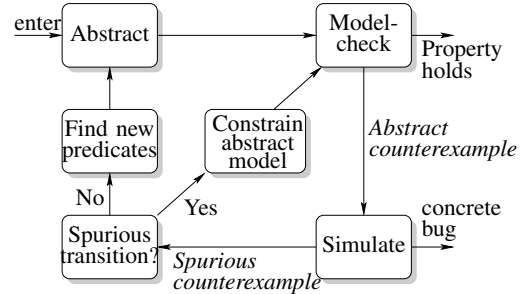 enter
Abstract
Model-
check
Property
holds
Find new
predicates
Constrain
abstract
model
Abstract
counterexample
No
Yes
Spurious
transition?
Spurious
counterexample
Simulate
concrete
bug